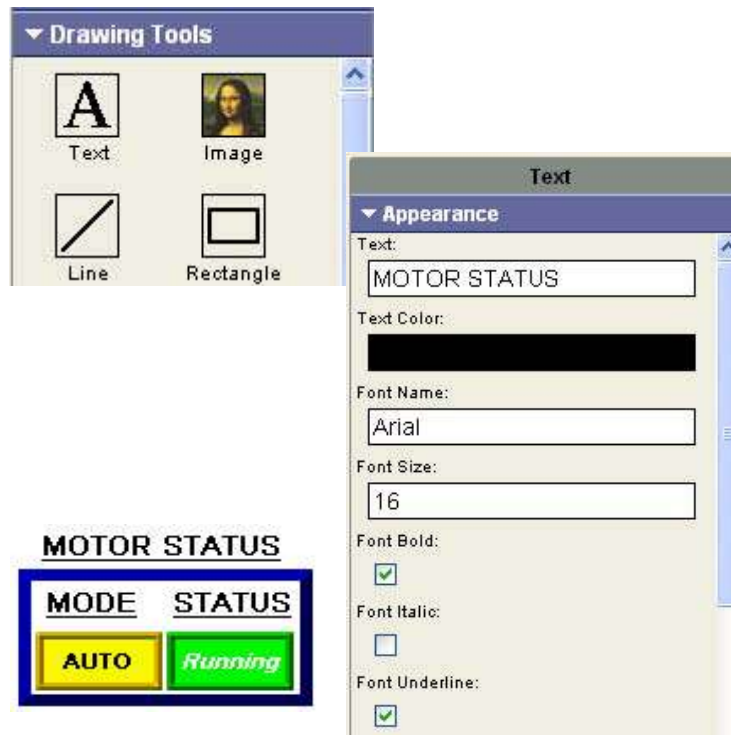 Drawing Tools
A
Text Image
Line Rectangle
Text
Appearance
Text:
MOTOR STATUS
Text Color:
Font Name:
Arial
Font Size:
16
Font Bold:
Font Italic:
Font Underline:
MOTOR STATUS
MODE STATUS
AUTO Running